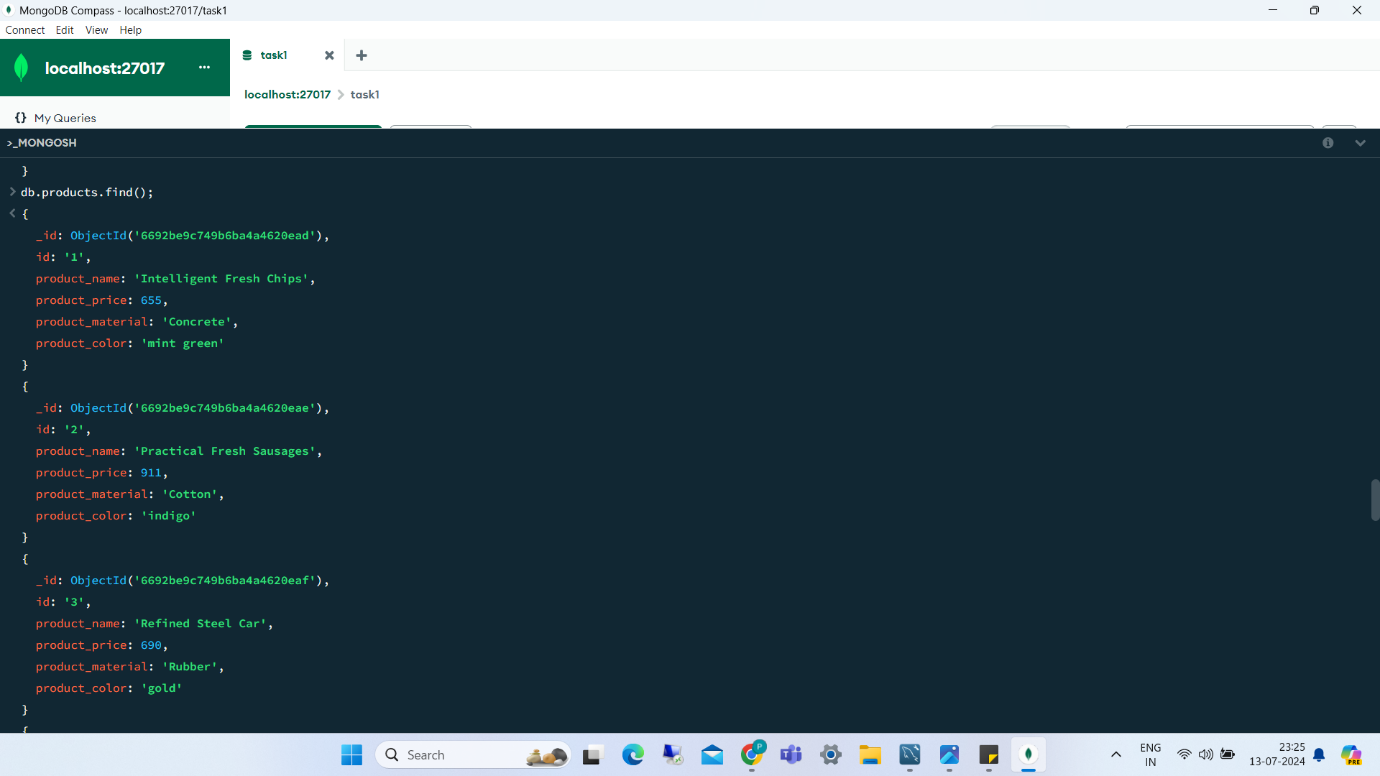 MongoDB Compass - localhost:27017/task1
Connect Edit View Help
localhost:27017 ...
task1
localhost:27017 > task1
{} My Queries
>_MONGOSH
}
> db.products.find();
< {
_id: ObjectId('6692be9c749b6ba4a4620ead'),
id: '1',
product_name: 'Intelligent Fresh Chips',
product_price: 655,
product_material: 'Concrete',
product_color: 'mint green'
}
{
_id: ObjectId('6692be9c749b6ba4a4620eae'),
id: '2',
product_name: 'Practical Fresh Sausages',
product_price: 911,
product_material: 'Cotton',
product_color: 'indigo'
}
{
_id: ObjectId('6692be9c749b6ba4a4620eaf'),
id: '3',
product_name: 'Refined Steel Car',
product_price: 690,
product_material: 'Rubber',
product_color: 'gold'
}
{
Search
P
ENG
IN
23:25
13-07-2024
PRE